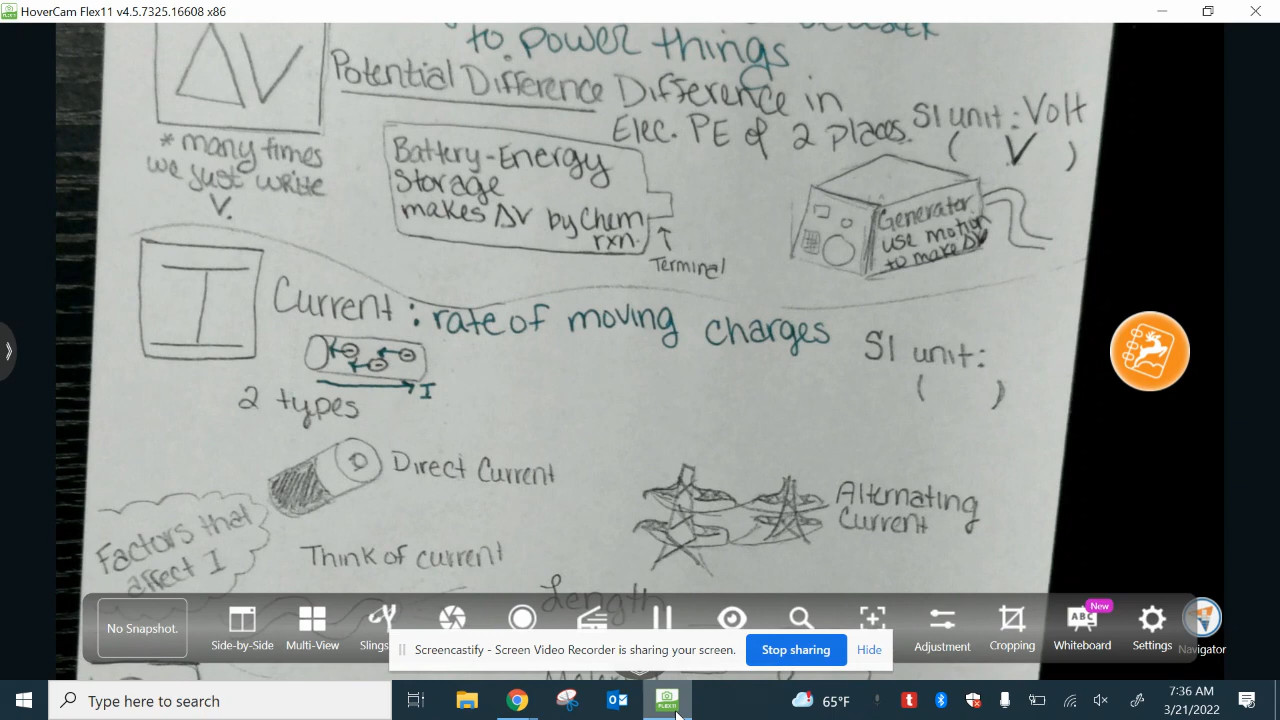 HoverCam Flex11 v4.5.7325.16608 x86
to power things
ΔV
Potential Difference Difference in
Elec. PE of 2 places.
SI unit: Volt
( V )
* many times
we just write
V.
Battery-Energy
Storage
makes ΔV by Chem
rxn.
Terminal
Generator
use motion
to make ΔV
I
Current: rate of moving charges
SI unit:
( )
I
2 types
D
Direct Current
Alternating
Current
Factors that
affect I
Think of current
Length
No Snapshot.
Side-by-Side
Multi-View
Slings
Adjustment
Cropping
ABC
New
Whiteboard
Settings
Navigator
Screencastify - Screen Video Recorder is sharing your screen.
Stop sharing
Hide
Type here to search
FLEX11
65°F
7:36 AM
3/21/2022